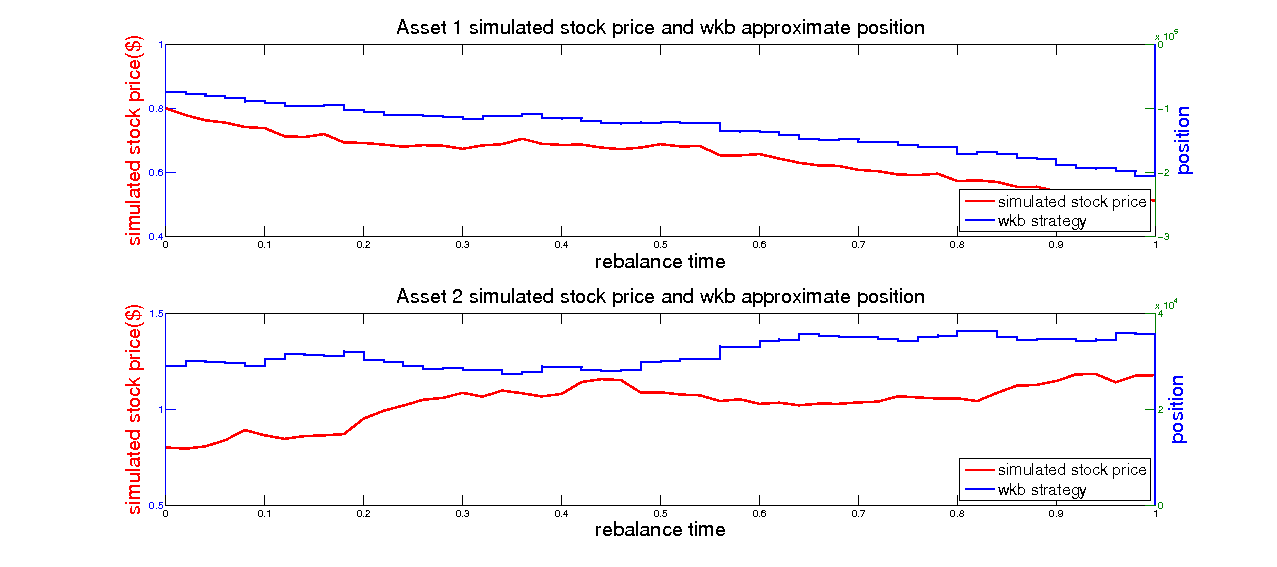 Asset 1 simulated stock price and wkb approximate position
x 10^5
simulated stock price($)
1
0.8
0.6
0.4
0
-1
-2
-3
position
simulated stock price
wkb strategy
0 0.1 0.2 0.3 0.4 0.5 0.6 0.7 0.8 0.9 1
rebalance time
Asset 2 simulated stock price and wkb approximate position
x 10^4
simulated stock price($)
1.5
1
0.5
4
2
0
position
simulated stock price
wkb strategy
0 0.1 0.2 0.3 0.4 0.5 0.6 0.7 0.8 0.9 1
rebalance time